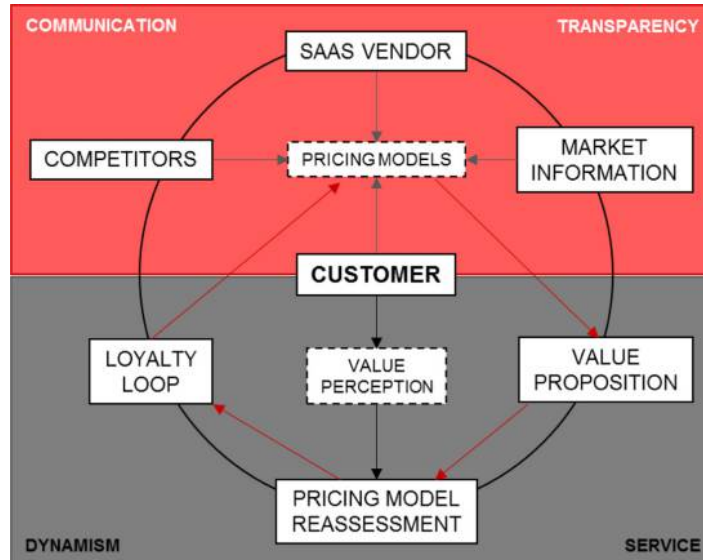 COMMUNICATION
TRANSPARENCY
SAAS VENDOR
COMPETITORS
PRICING MODELS
MARKET
INFORMATION
CUSTOMER
LOYALTY
LOOP
VALUE
PERCEPTION
VALUE
PROPOSITION
PRICING MODEL
REASSESSMENT
DYNAMISM
SERVICE